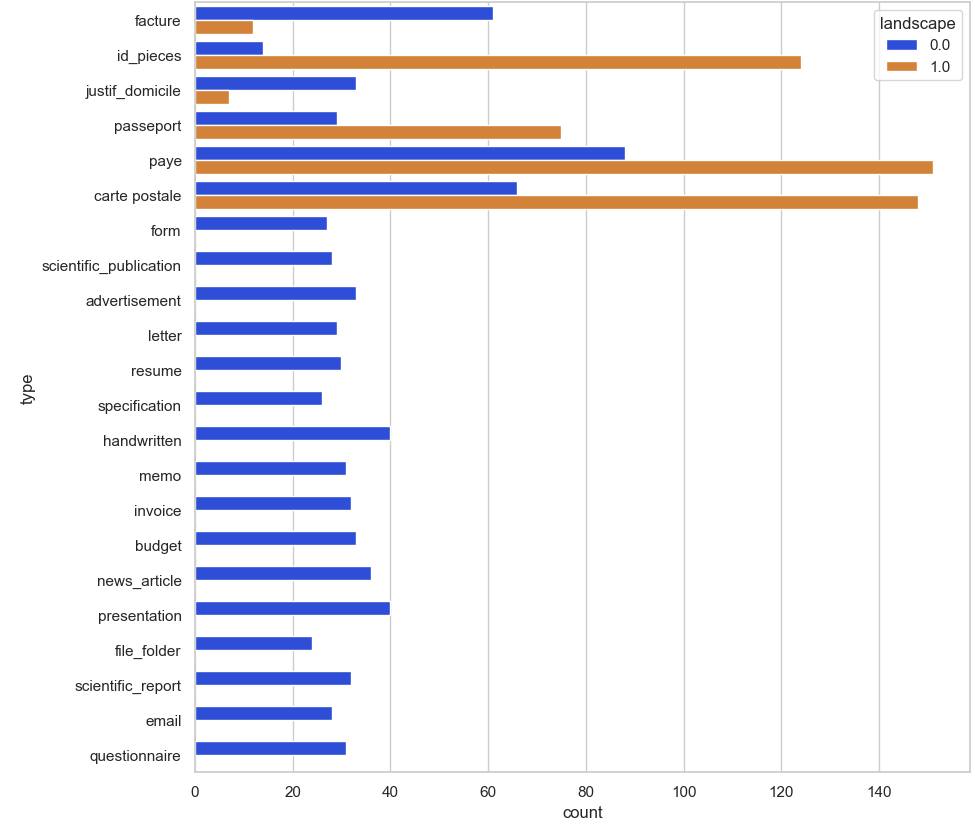 facture
id_pieces
justif_domicile
passeport
paye
carte postale
form
scientific_publication
advertisement
letter
resume
specification
handwritten
memo
invoice
budget
news_article
presentation
file_folder
scientific_report
email
questionnaire
type
landscape
0.0
1.0
0 20 40 60 80 100 120 140
count